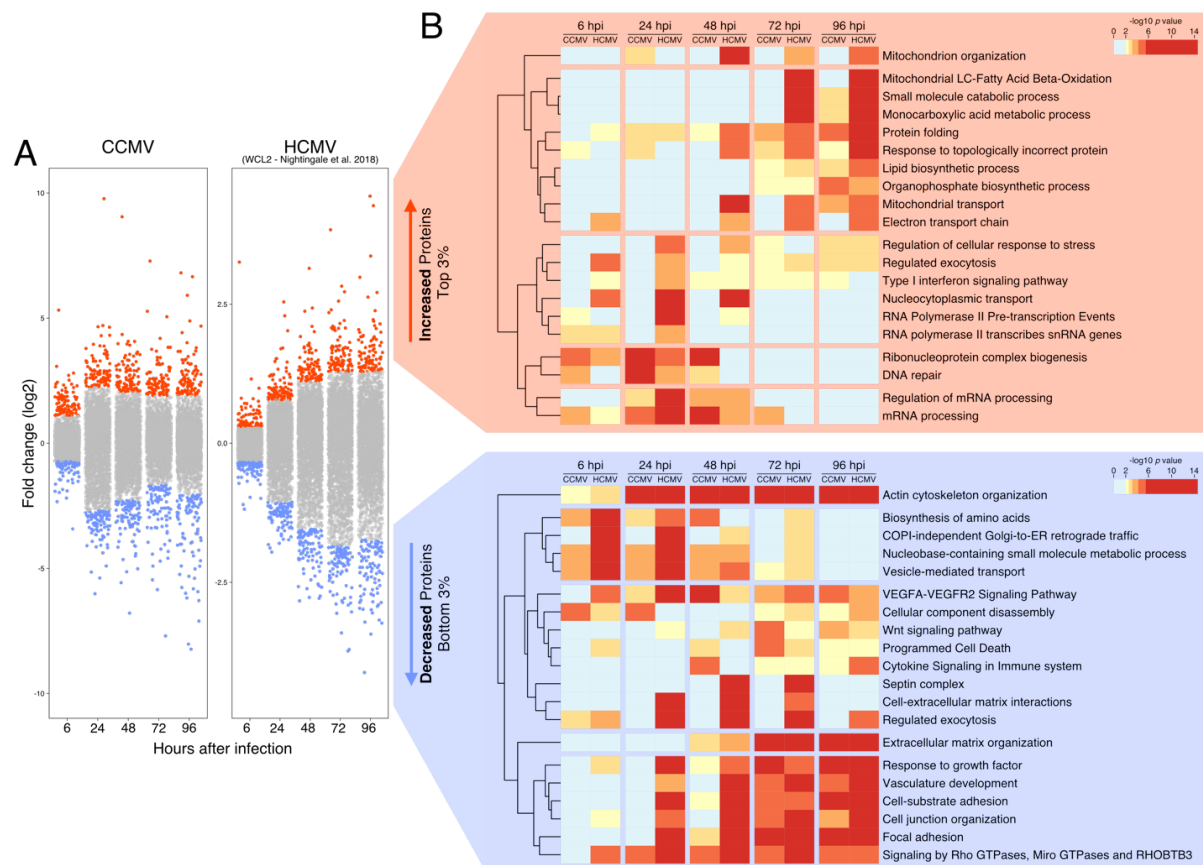 A
CCMV
HCMV
(WCL2 - Nightingale et al. 2018)
Fold change (log2)
10
5
0
-5
-10
2.5
0.0
-2.5
6 24 48 72 96
6 24 48 72 96
Hours after infection
Increased Proteins
Top 3%
Decreased Proteins
Bottom 3%
B
6 hpi 24 hpi 48 hpi 72 hpi 96 hpi
CCMV HCMV CCMV HCMV CCMV HCMV CCMV HCMV CCMV HCMV
-log10 p value
0 2 6 10 14
Mitochondrion organization
Mitochondrial LC-Fatty Acid Beta-Oxidation
Small molecule catabolic process
Monocarboxylic acid metabolic process
Protein folding
Response to topologically incorrect protein
Lipid biosynthetic process
Organophosphate biosynthetic process
Mitochondrial transport
Electron transport chain
Regulation of cellular response to stress
Regulated exocytosis
Type I interferon signaling pathway
Nucleocytoplasmic transport
RNA Polymerase II Pre-transcription Events
RNA polymerase II transcribes snRNA genes
Ribonucleoprotein complex biogenesis
DNA repair
Regulation of mRNA processing
mRNA processing
6 hpi 24 hpi 48 hpi 72 hpi 96 hpi
CCMV HCMV CCMV HCMV CCMV HCMV CCMV HCMV CCMV HCMV
-log10 p value
0 2 6 10 14
Actin cytoskeleton organization
Biosynthesis of amino acids
COPI-independent Golgi-to-ER retrograde traffic
Nucleobase-containing small molecule metabolic process
Vesicle-mediated transport
VEGFA-VEGFR2 Signaling Pathway
Cellular component disassembly
Wnt signaling pathway
Programmed Cell Death
Cytokine Signaling in Immune system
Septin complex
Cell-extracellular matrix interactions
Regulated exocytosis
Extracellular matrix organization
Response to growth factor
Vasculature development
Cell-substrate adhesion
Cell junction organization
Focal adhesion
Signaling by Rho GTPases, Miro GTPases and RHOBTB3